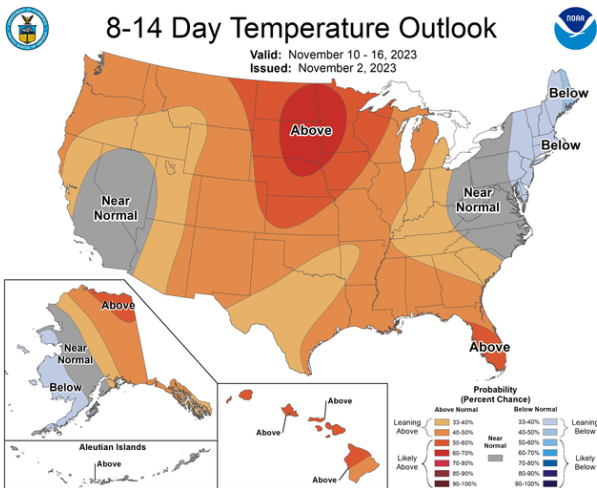 8-14 Day Temperature Outlook
NOAA
Valid: November 10 - 16, 2023
Issued: November 2, 2023
Below
Above
Below
Near
Normal
Near
Normal
Above
Near
Normal
Below
Above
Aleutian Islands
Above
Above
Above
Above
Probability
(Percent Chance)
Above Normal
Below Normal
Leaning
Above
33-40%
40-50%
33-40%
40-50%
Leaning
Below
Likely
Above
50-60%
60-70%
70-80%
80-90%
90-100%
Near
Normal
50-60%
60-70%
70-80%
80-90%
90-100%
Likely
Below